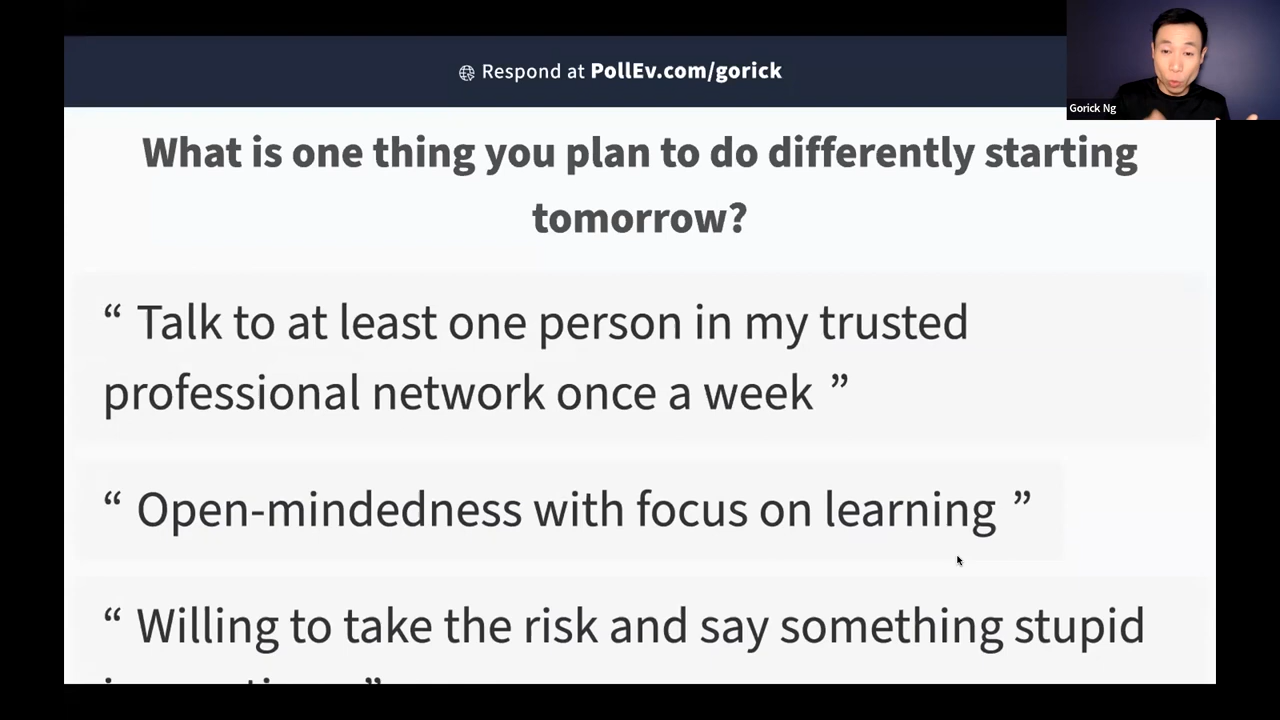 Respond at PollEv.com/gorick
Gorick Ng
What is one thing you plan to do differently starting
tomorrow?
“ Talk to at least one person in my trusted
professional network once a week ”
“ Open-mindedness with focus on learning ”
“ Willing to take the risk and say something stupid
”